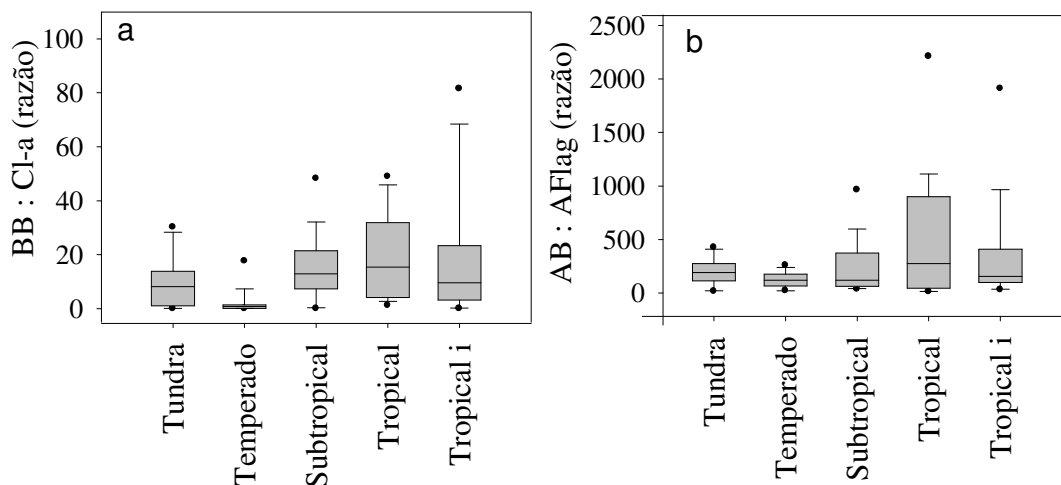 a
BB : Cl-a (razão)
100
80
60
40
20
0
Tundra
Temperado
Subtropical
Tropical
Tropical i
b
AB : AFlag (razão)
2500
2000
1500
1000
500
0
Tundra
Temperado
Subtropical
Tropical
Tropical i